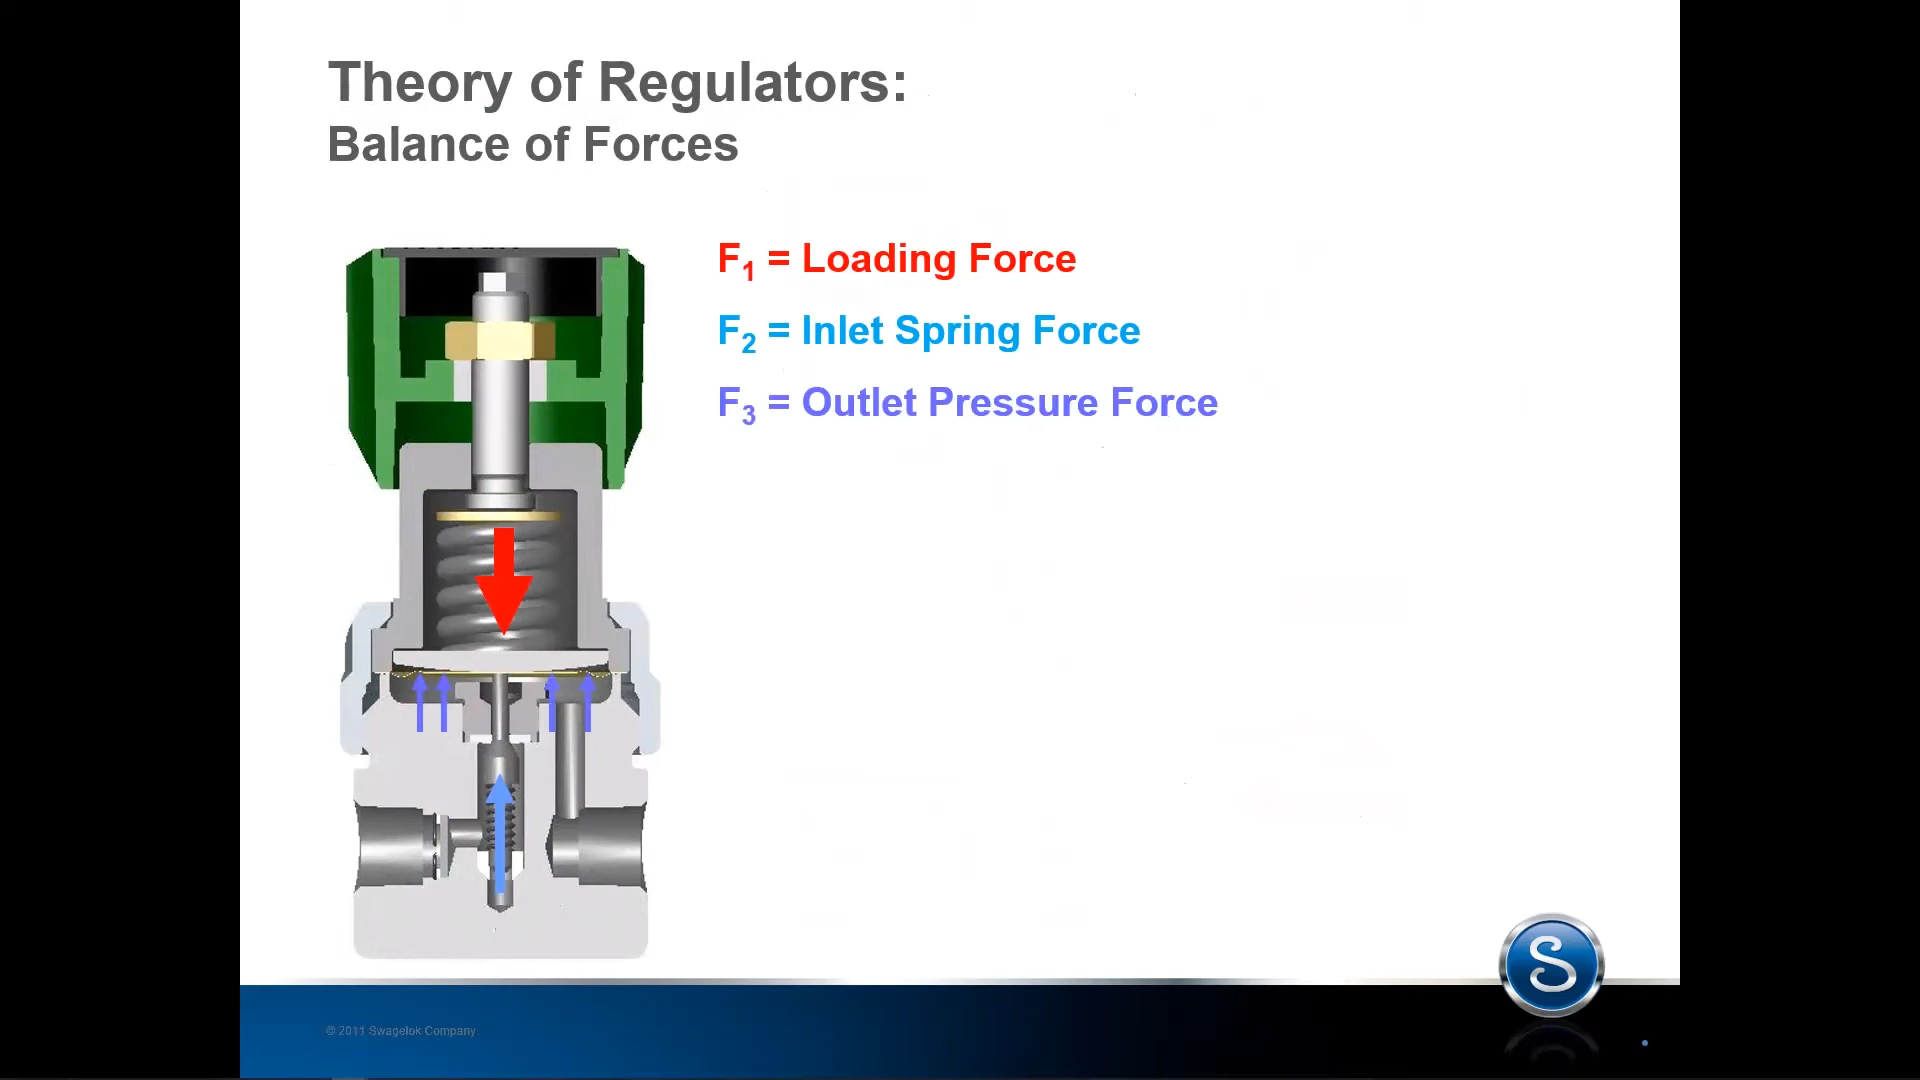 Theory of Regulators:
Balance of Forces
F₁ = Loading Force
F₂ = Inlet Spring Force
F₃ = Outlet Pressure Force
S
© 2011 Swagelok Company